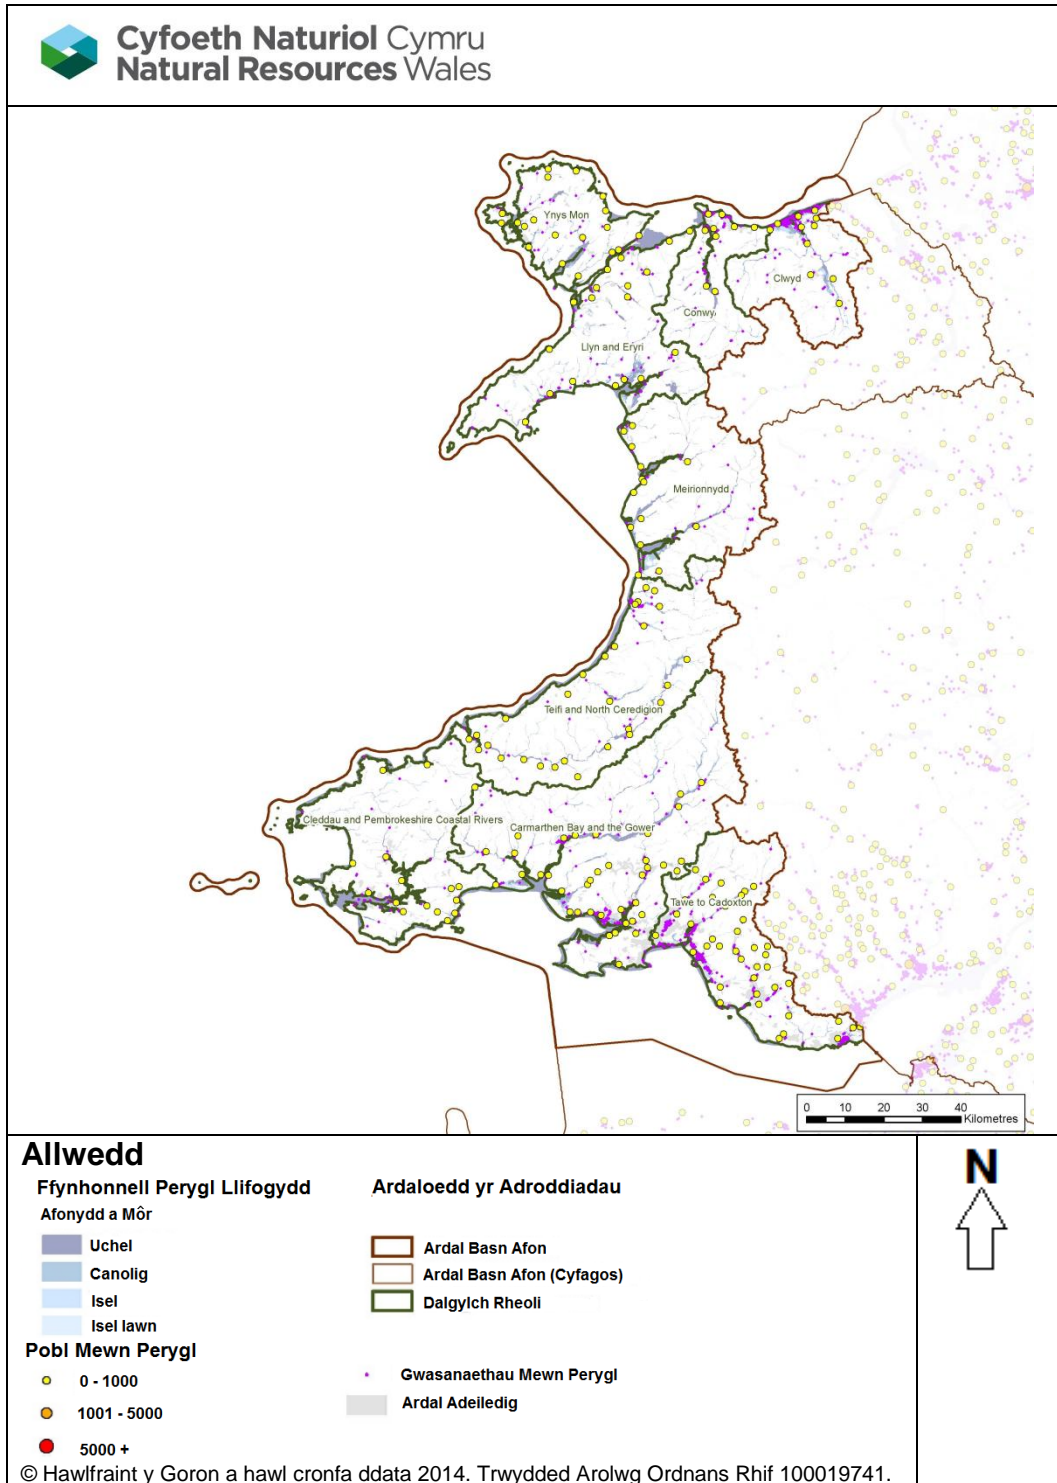 Cyfoeth Naturiol Cymru
Natural Resources Wales
Ynys Mon
Clwyd
Conwy
Llyn and Eryri
Meirionnydd
Teifi and North Ceredigion
Cleddau and Pembrokeshire Coastal Rivers
Carmarthen Bay and the Gower
Tawe to Cadoxton
0 10 20 30 40
Kilometres
Allwedd
Ffynhonnell Perygl Llifogydd
Afonydd a Môr
Uchel
Canolig
Isel
Isel Iawn
Pobl Mewn Perygl
0 - 1000
1001 - 5000
5000 +
Ardaloedd yr Adroddiadau
Ardal Basn Afon
Ardal Basn Afon (Cyfagos)
Dalgylch Rheoli
Gwasanaethau Mewn Perygl
Ardal Adeiledig
N
© Hawlfraint y Goron a hawl cronfa ddata 2014. Trwydded Arolwg Ordnans Rhif 100019741.